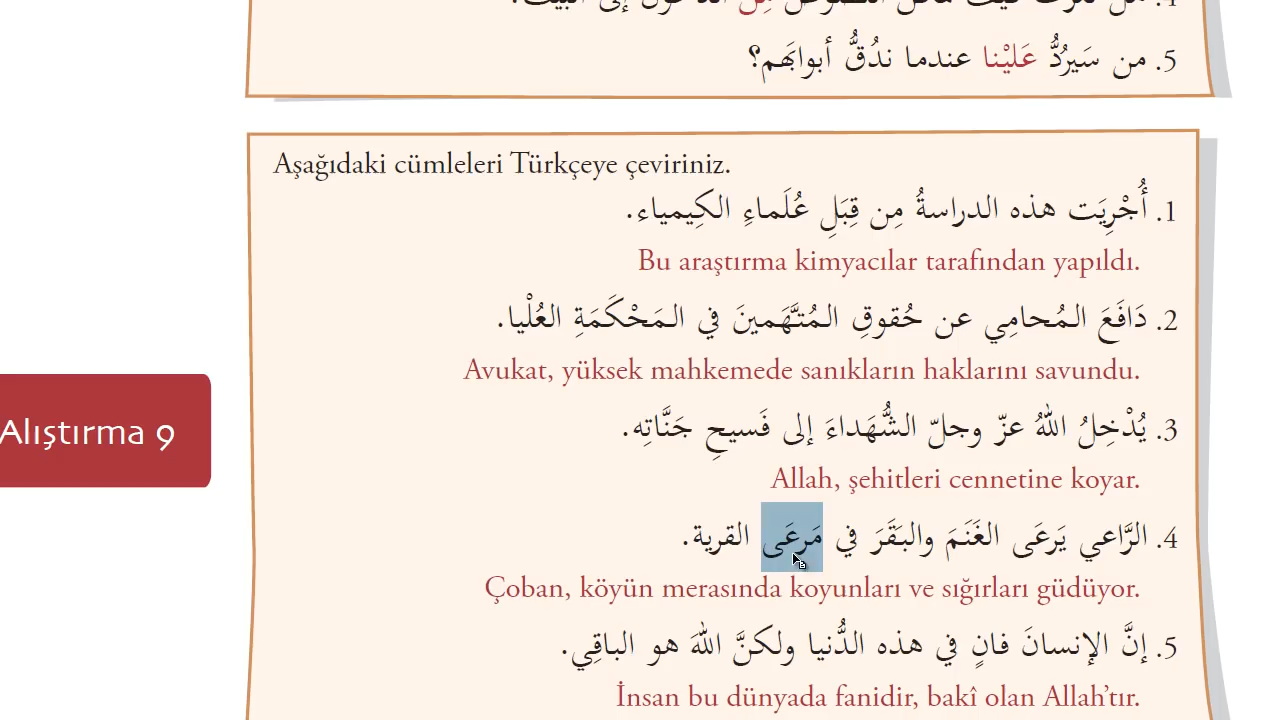 5. من سَيرُدُّ عَليْنا عندما ندُقُّ أبوابَهم؟
Aşağıdaki cümleleri Türkçeye çeviriniz.
1. أُجْرِيَت هذه الدراسةُ مِن قِبَلِ عُلَماءِ الكِيمياء.
Bu araştırma kimyacılar tarafından yapıldı.
2. دَافَعَ المُحامِي عن حُقوقِ المُتَّهَمينَ في المَحْكَمَةِ العُلْيا.
Avukat, yüksek mahkemede sanıkların haklarını savundu.
3. يُدْخِلُ اللهُ عزّ وجلّ الشُّهَداءَ إلى فَسيحِ جَنَّاتِه.
Allah, şehitleri cennetine koyar.
4. الرَّاعي يَرعَى الغَنَمَ والبَقَرَ في مَرعَى القرية.
Çoban, köyün merasında koyunları ve sığırları güdüyor.
5. إنَّ الإنسانَ فانٍ في هذه الدُّنيا ولكنَّ اللهَ هو الباقِي.
İnsan bu dünyada fanidir, bakî olan Allah'tır.
Alıştırma 9